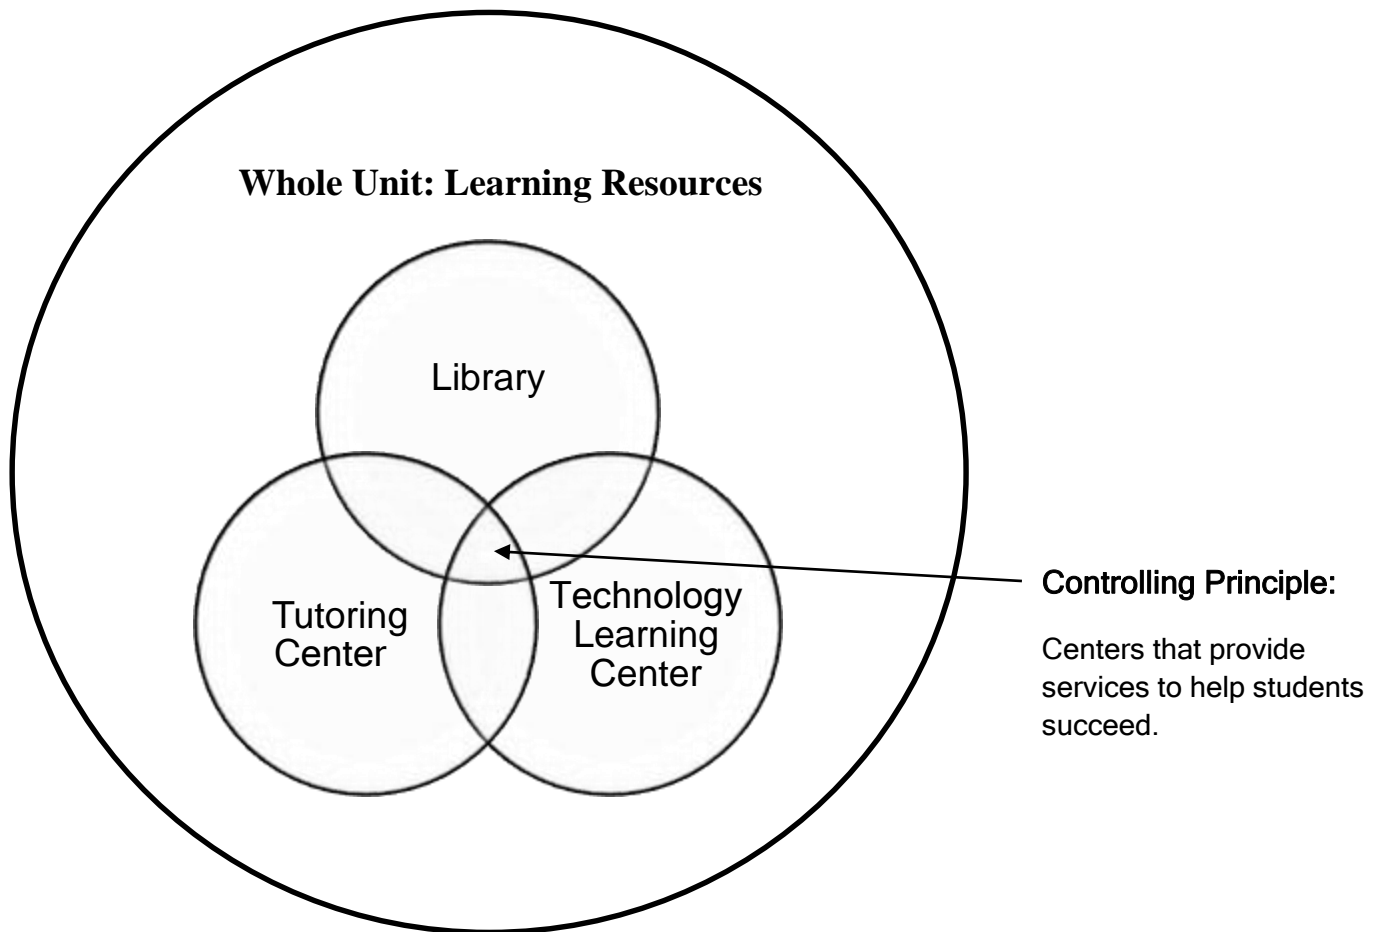 Whole Unit: Learning Resources
Library
Tutoring
Center
Technology
Learning
Center
Controlling Principle:
Centers that provide
services to help students
succeed.